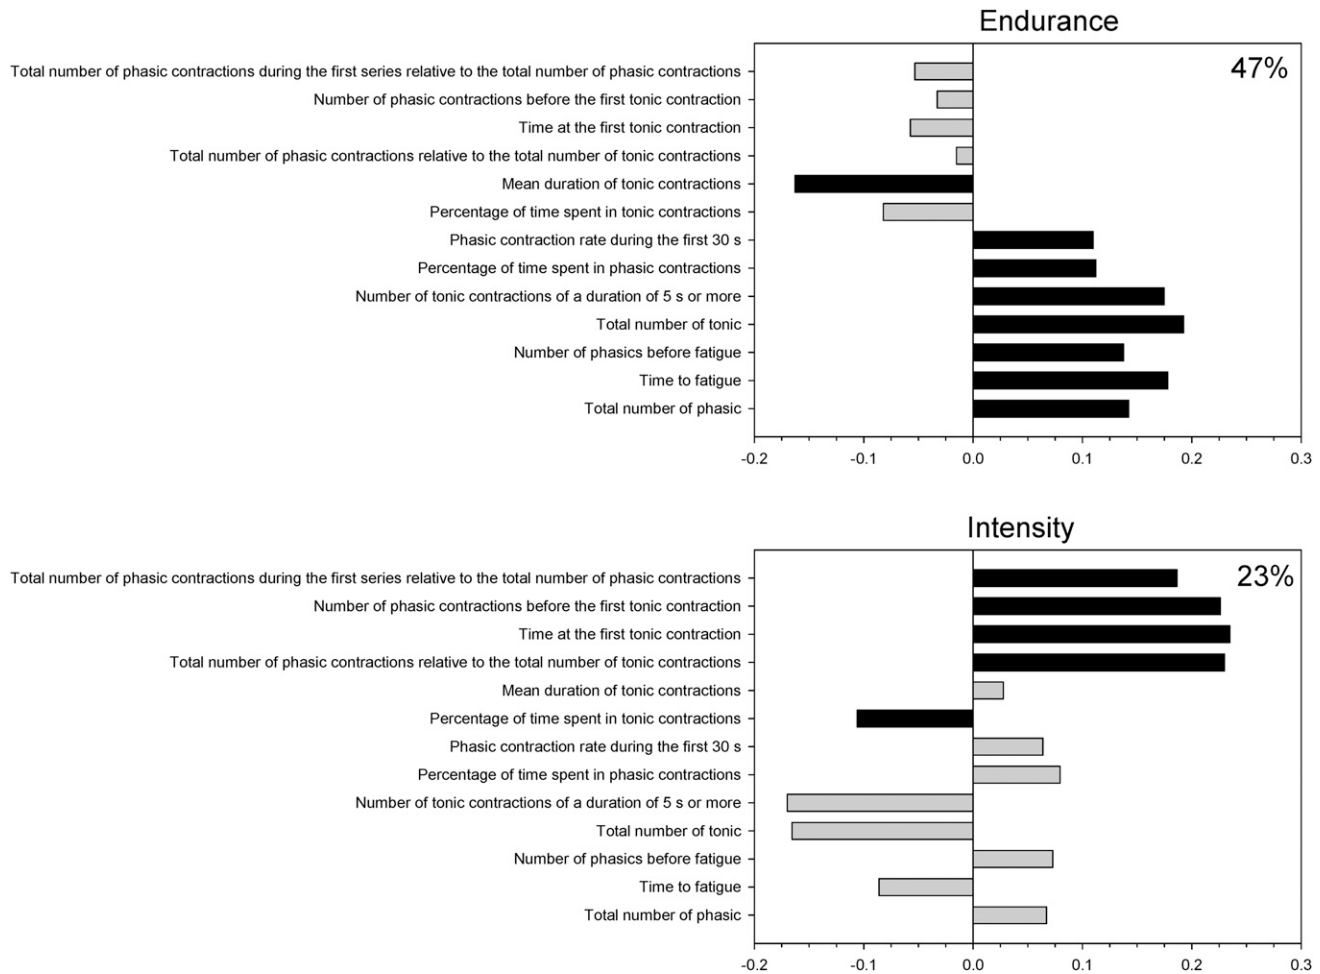 Endurance
47%
Total number of phasic contractions during the first series relative to the total number of phasic contractions
Number of phasic contractions before the first tonic contraction
Time at the first tonic contraction
Total number of phasic contractions relative to the total number of tonic contractions
Mean duration of tonic contractions
Percentage of time spent in tonic contractions
Phasic contraction rate during the first 30 s
Percentage of time spent in phasic contractions
Number of tonic contractions of a duration of 5 s or more
Total number of tonic
Number of phasics before fatigue
Time to fatigue
Total number of phasic
-0.2 -0.1 0.0 0.1 0.2 0.3
Intensity
23%
Total number of phasic contractions during the first series relative to the total number of phasic contractions
Number of phasic contractions before the first tonic contraction
Time at the first tonic contraction
Total number of phasic contractions relative to the total number of tonic contractions
Mean duration of tonic contractions
Percentage of time spent in tonic contractions
Phasic contraction rate during the first 30 s
Percentage of time spent in phasic contractions
Number of tonic contractions of a duration of 5 s or more
Total number of tonic
Number of phasics before fatigue
Time to fatigue
Total number of phasic
-0.2 -0.1 0.0 0.1 0.2 0.3